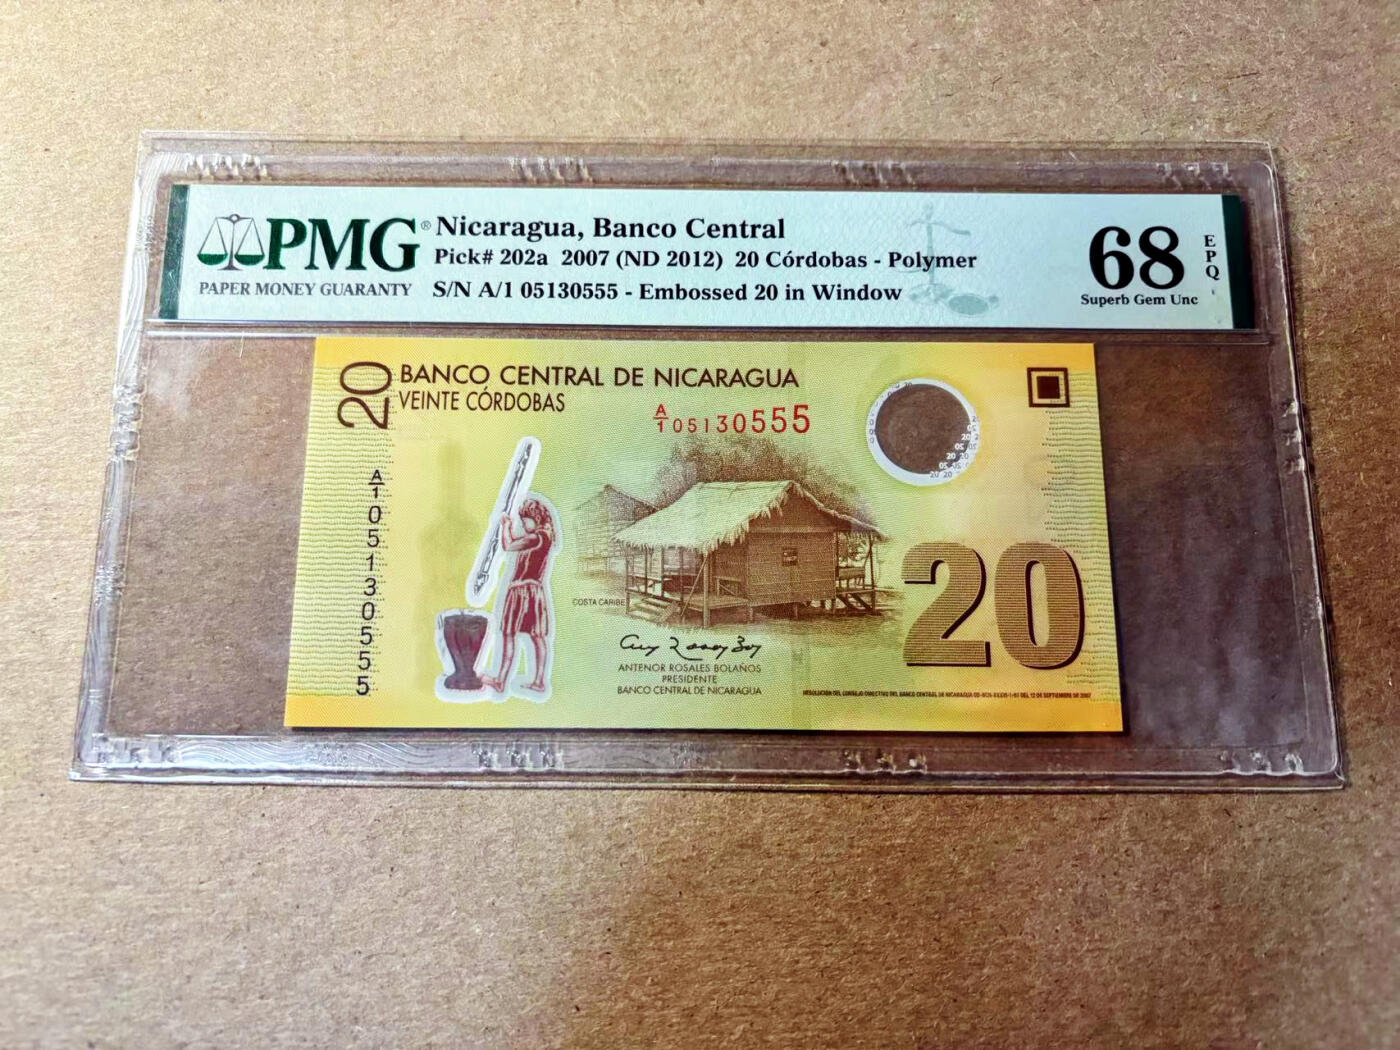 PMG®
PAPER MONEY GUARANTY
Nicaragua, Banco Central
Pick# 202a 2007 (ND 2012) 20 Córdobas - Polymer
S/N A/1 05130555 - Embossed 20 in Window
68
EPQ
Superb Gem Unc
20
BANCO CENTRAL DE NICARAGUA
VEINTE CÓRDOBAS
A/1 05130555
A/1 05130555
COSTA CARIBE
20
ANTENOR ROSALES BOLAÑOS
PRESIDENTE
BANCO CENTRAL DE NICARAGUA